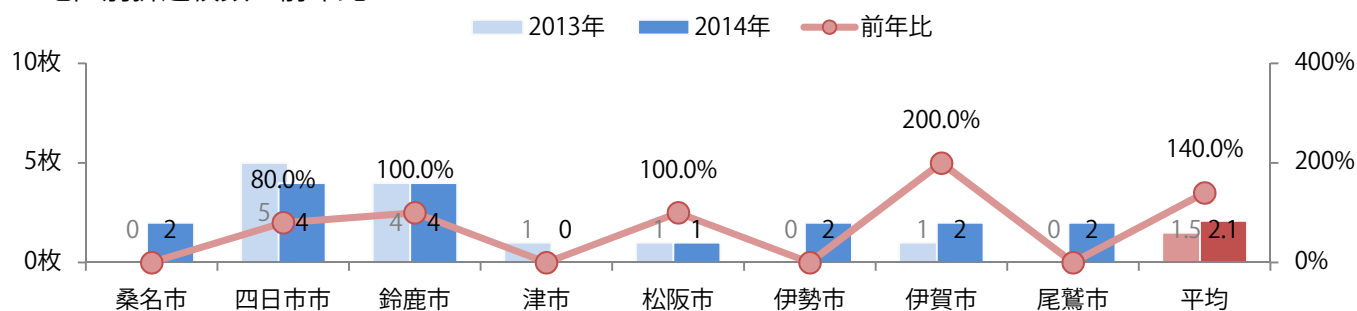 2013年 2014年 前年比
10枚 400%
200.0%
140.0%
5枚 80.0% 100.0% 100.0% 200%
0 2 5 4 4 4 1 0 1 1 0 2 1 2 0 2 1.5 2.1
0枚 0%
桑名市 四日市市 鈴鹿市 津市 松阪市 伊勢市 伊賀市 尾鷲市 平均